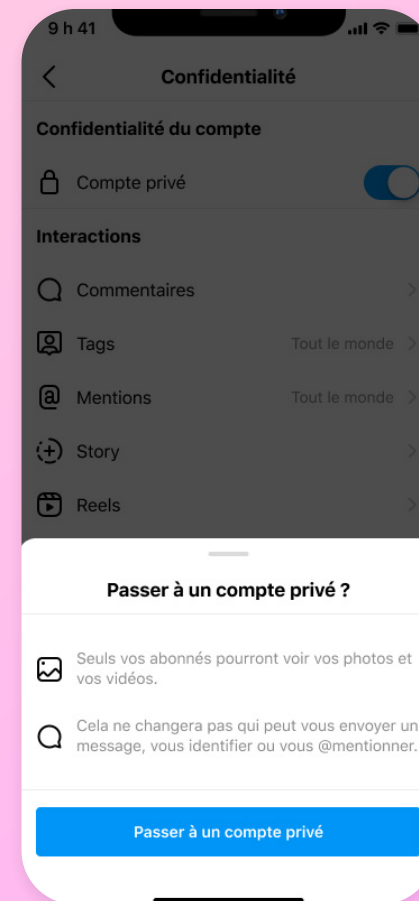 9 h 41
Confidentialité
Confidentialité du compte
Compte privé
Interactions
Commentaires
Tags Tout le monde
Mentions Tout le monde
Story
Reels
Passer à un compte privé ?
Seuls vos abonnés pourront voir vos photos et
vos vidéos.
Cela ne changera pas qui peut vous envoyer un
message, vous identifier ou vous @mentionner.
Passer à un compte privé